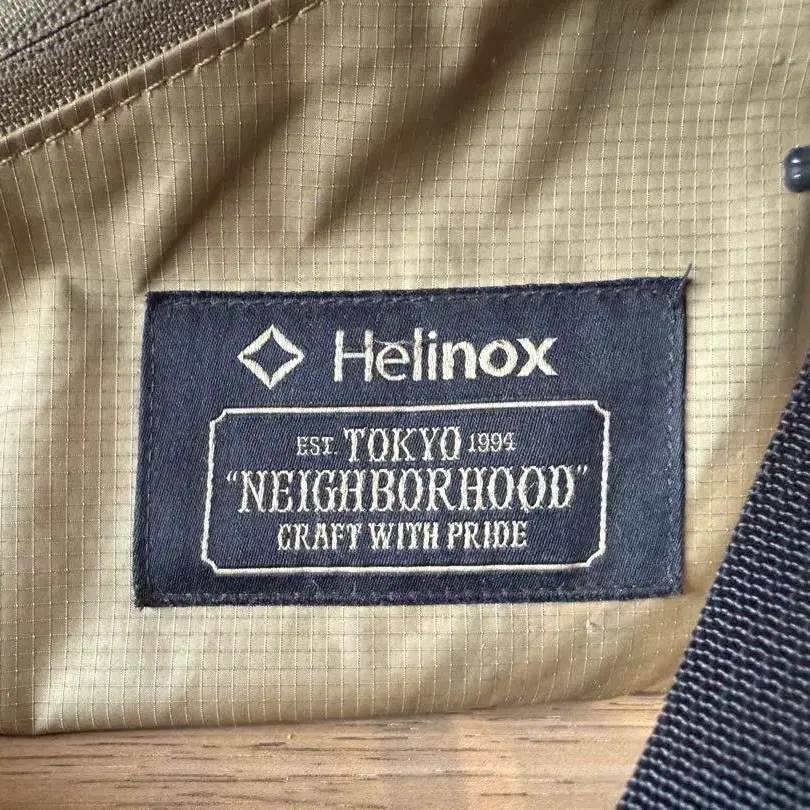 Helinox
EST. TOKYO 1994
"NEIGHBORHOOD"
CRAFT WITH PRIDE